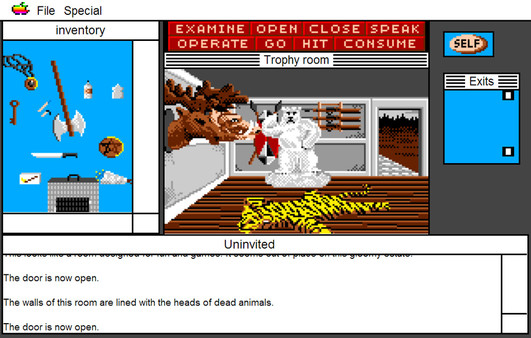 File Special
inventory
EXAMINE OPEN CLOSE SPEAK
OPERATE GO HIT CONSUME
Trophy room
SELF
Exits
Uninvited
This looks like a room designed for fun and games. It seems out of place on this gloomy estate.
The door is now open.
The walls of this room are lined with the heads of dead animals.
The door is now open.